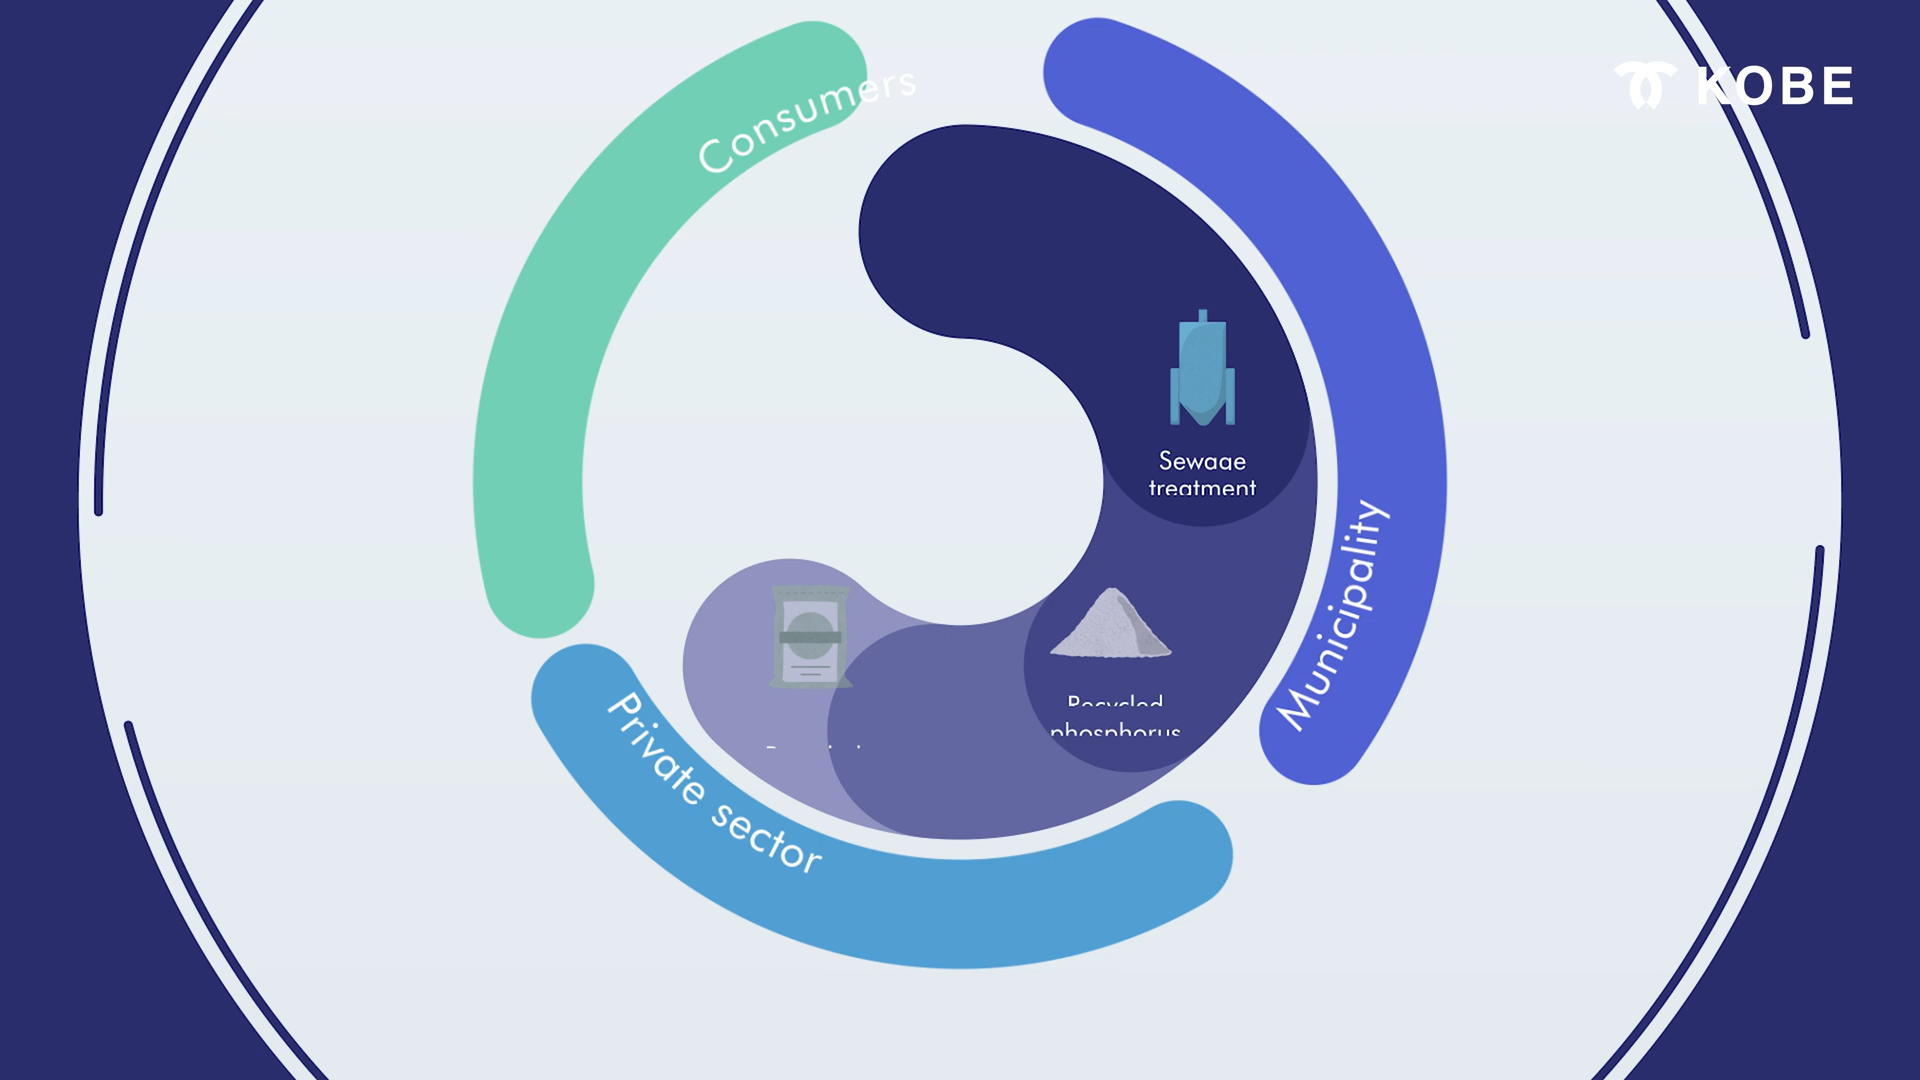 KOBE
Consumers
Sewage
treatment
Municipality
Recycled
phosphorus
Private sector